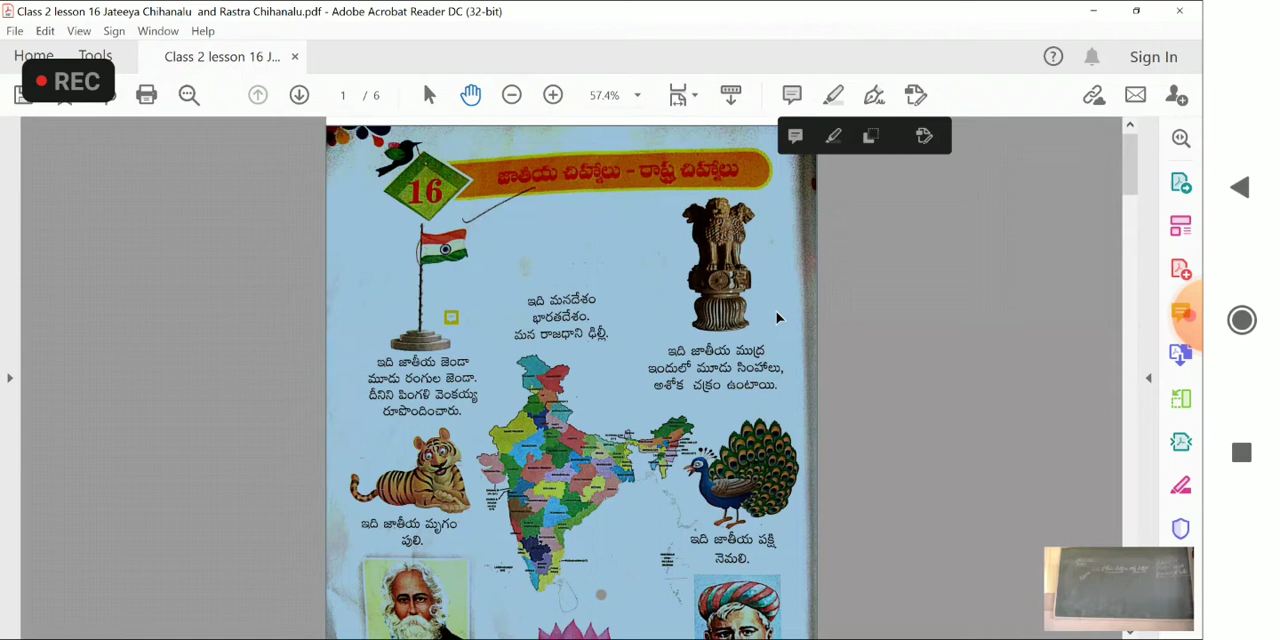 Class 2 lesson 16 Jateeya Chihanalu and Rastra Chihanalu.pdf - Adobe Acrobat Reader DC (32-bit)
File Edit View Sign Window Help
Home Tools Class 2 lesson 16 J... Sign In
REC
1 / 6 57.4%
16
జాతీయ చిహ్నాలు - రాష్ట్ర చిహ్నాలు
ఇది మనదేశం
భారతదేశం.
మన రాజధాని ఢిల్లీ.
ఇది జాతీయ జెండా
మూడు రంగుల జెండా.
దీనిని పింగళి వెంకయ్య
రూపొందించారు.
ఇది జాతీయ ముద్ర
ఇందులో మూడు సింహాలు,
అశోక చక్రం ఉంటాయి.
ఇది జాతీయ మృగం
పులి.
ఇది జాతీయ పక్షి
నెమలి.